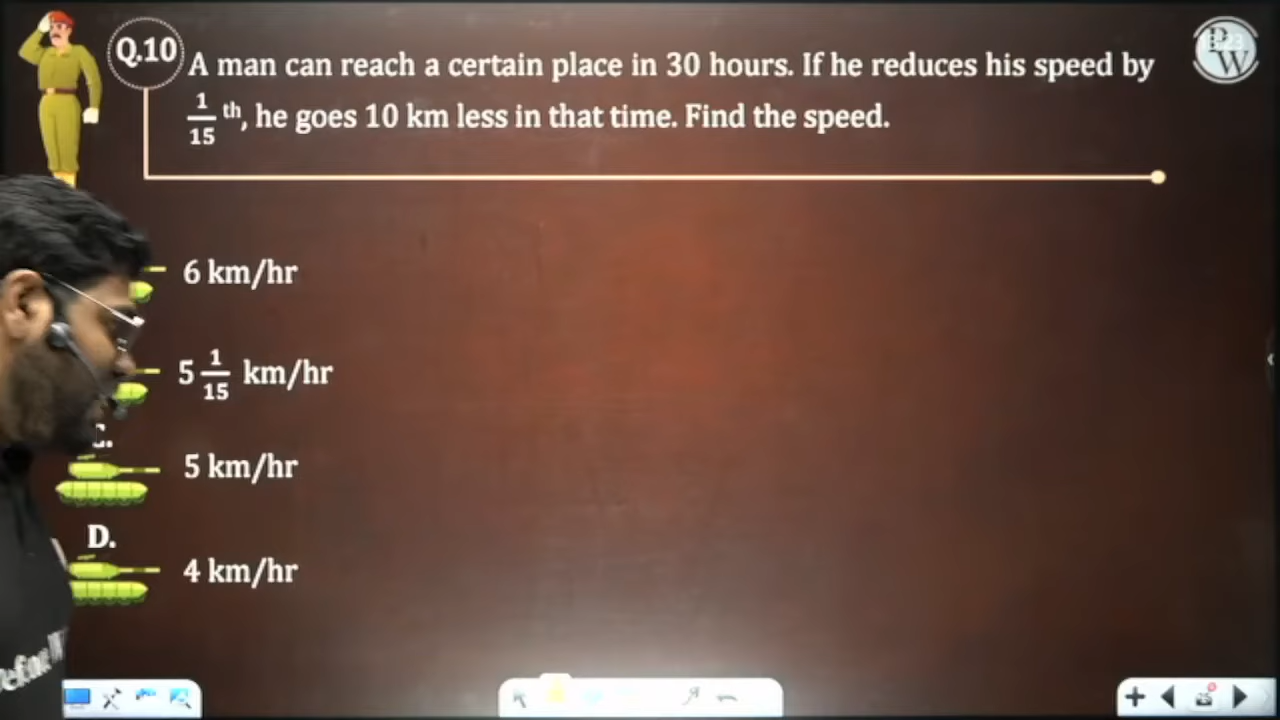 Q.10
A man can reach a certain place in 30 hours. If he reduces his speed by
1/15 th, he goes 10 km less in that time. Find the speed.
6 km/hr
5 1/15 km/hr
C.
5 km/hr
D.
4 km/hr
PW